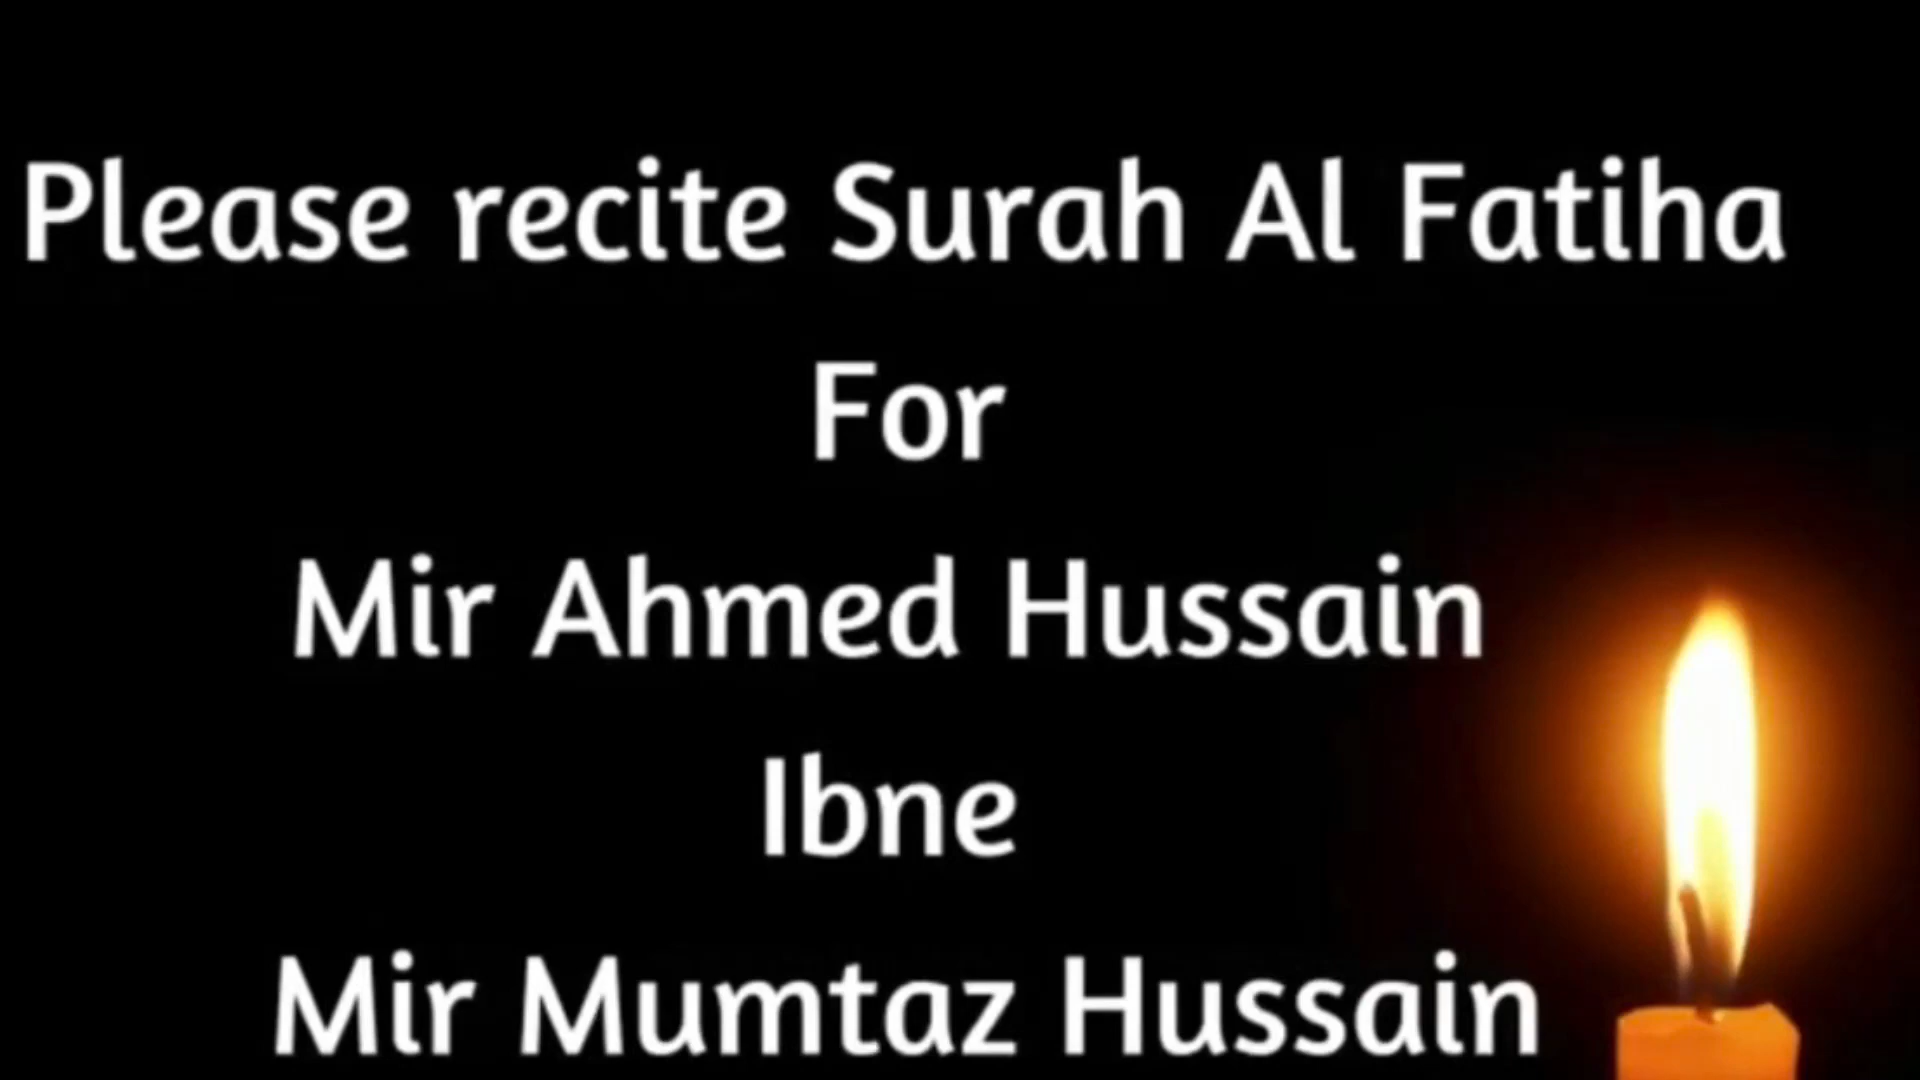 Please recite Surah Al Fatiha
For
Mir Ahmed Hussain
Ibne
Mir Mumtaz Hussain